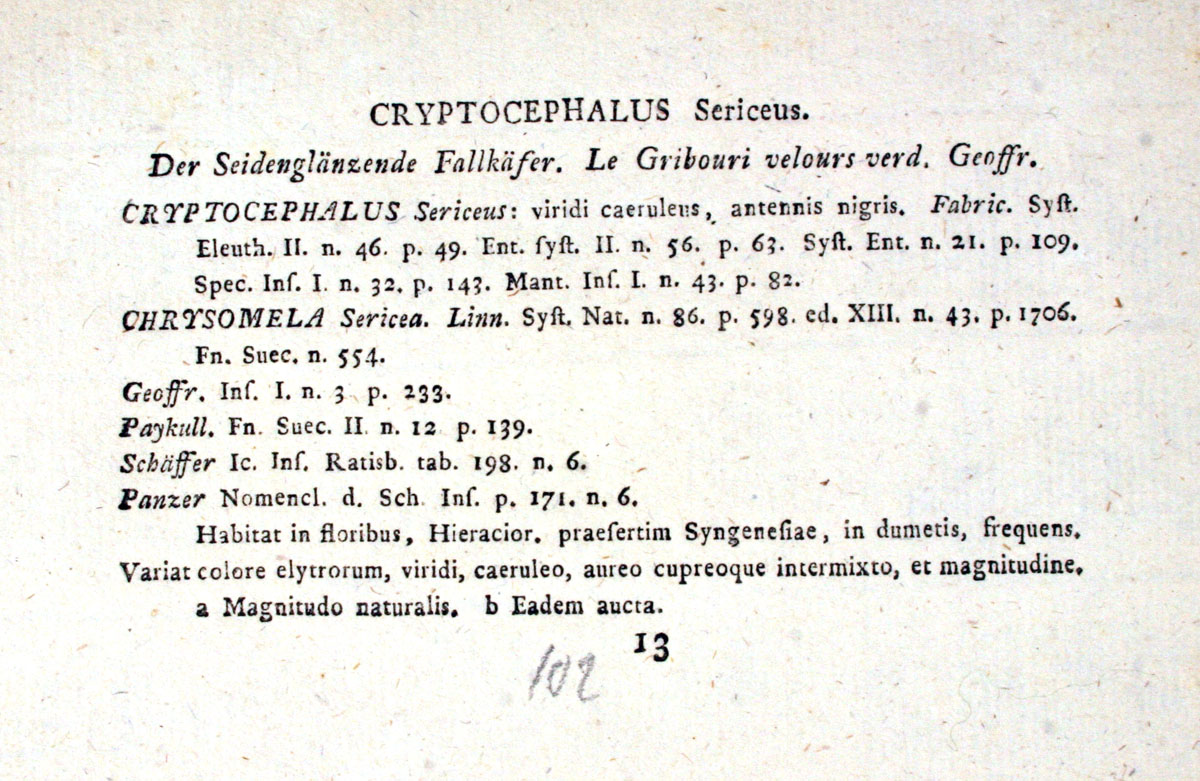 CRYPTOCEPHALUS Sericeus.
Der Seidenglänzende Fallkäfer. Le Gribouri velours verd. Geoffr.
CRYPTOCEPHALUS Sericeus: viridi caeruleus, antennis nigris. Fabric. Syſt.
Eleuth. II. n. 46. p. 49. Ent. ſyſt. II. n. 56. p. 63. Syſt. Ent. n. 21. p. 109.
Spec. Inſ. I. n. 32. p. 143. Mant. Inſ. I. n. 43. p. 82.
CHRYSOMELA Sericea. Linn. Syſt. Nat. n. 86. p. 598. ed. XIII. n. 43. p. 1706.
Fn. Suec. n. 554.
Geoffr. Inſ. I. n. 3 p. 233.
Paykull. Fn. Suec. II. n. 12 p. 139.
Schäffer Ic. Inſ. Ratisb. tab. 198. n. 6.
Panzer Nomencl. d. Sch. Inſ. p. 171. n. 6.
Habitat in floribus, Hieracior. praeſertim Syngeneſiae, in dumetis, frequens.
Variat colore elytrorum, viridi, caeruleo, aureo cupreoque intermixto, et magnitudine.
a Magnitudo naturalis. b Eadem aucta.
13
102